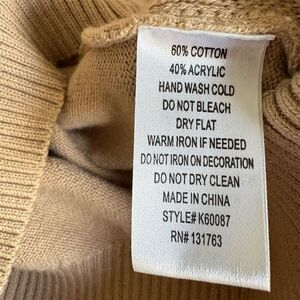 60% COTTON
40% ACRYLIC
HAND WASH COLD
DO NOT BLEACH
DRY FLAT
WARM IRON IF NEEDED
DO NOT IRON ON DECORATION
DO NOT DRY CLEAN
MADE IN CHINA
STYLE# K60087
RN# 131763